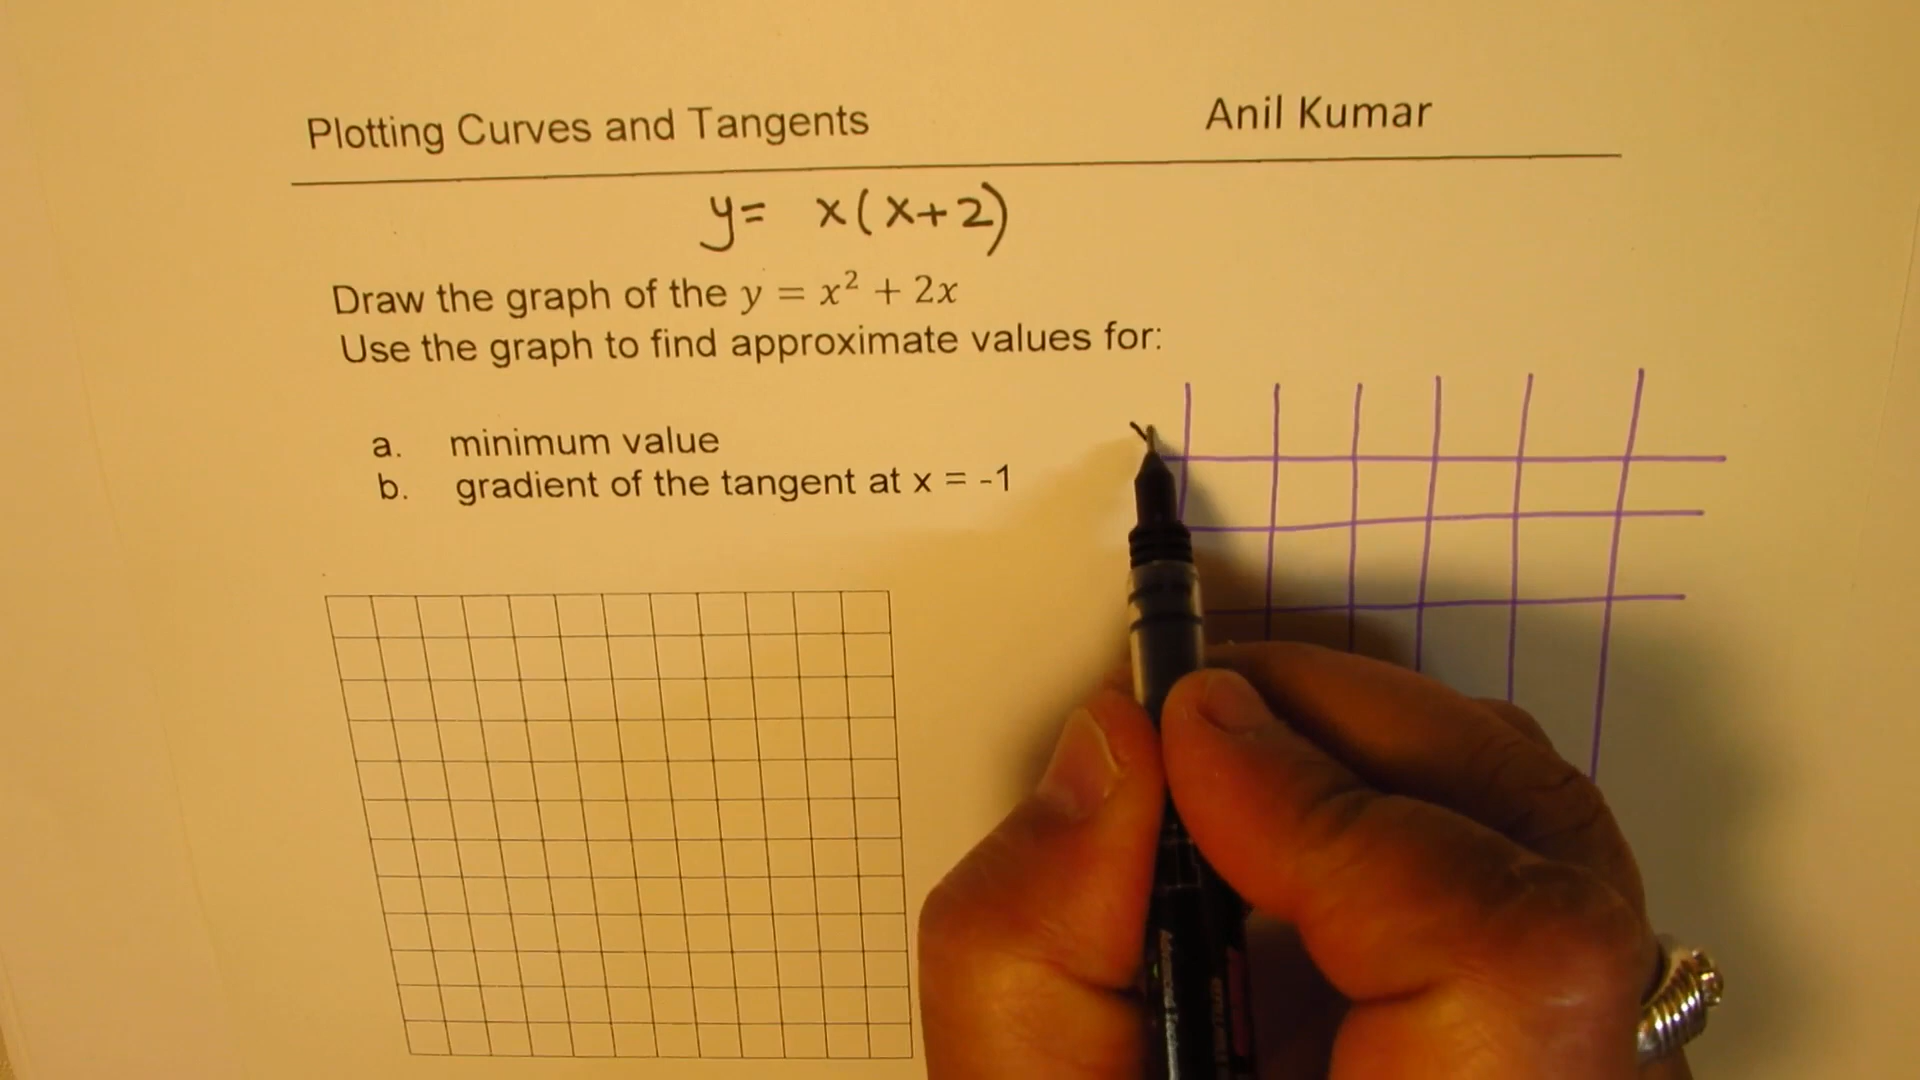 Plotting Curves and Tangents Anil Kumar
y= x(x+2)
Draw the graph of the y = x² + 2x
Use the graph to find approximate values for:
a. minimum value
b. gradient of the tangent at x = -1